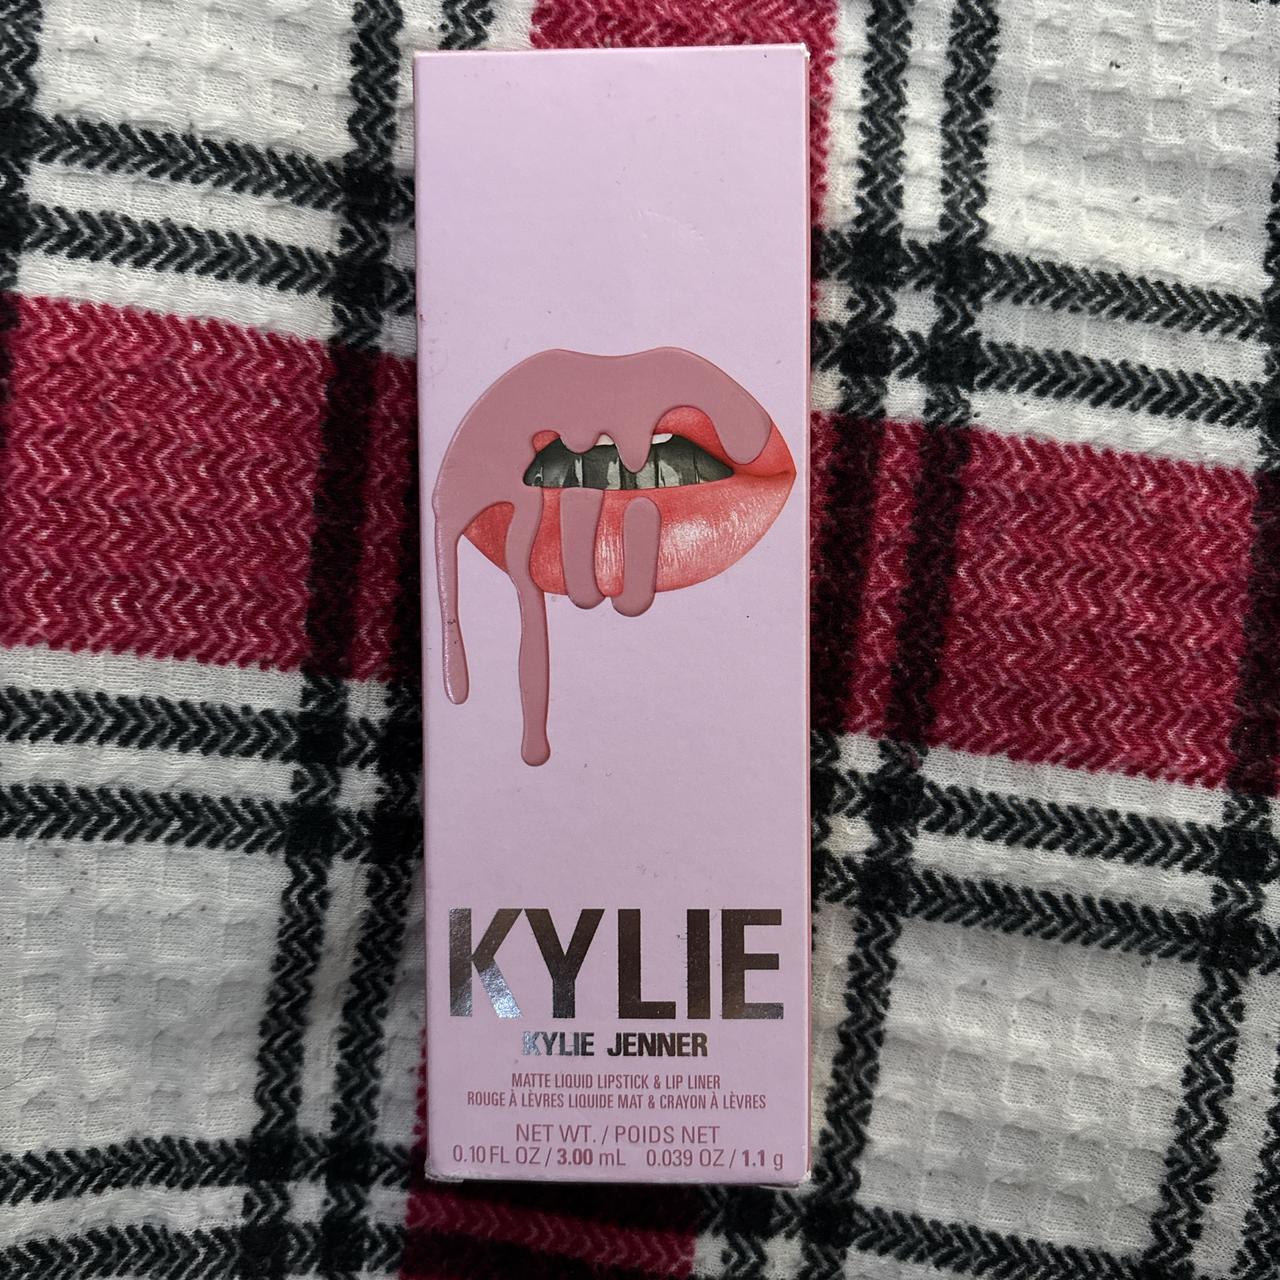 KYLIE
KYLIE JENNER
MATTE LIQUID LIPSTICK & LIP LINER
ROUGE À LÈVRES LIQUIDE MAT & CRAYON À LÈVRES
NET WT. / POIDS NET
0.10 FL OZ / 3.00 mL 0.039 OZ / 1.1 g